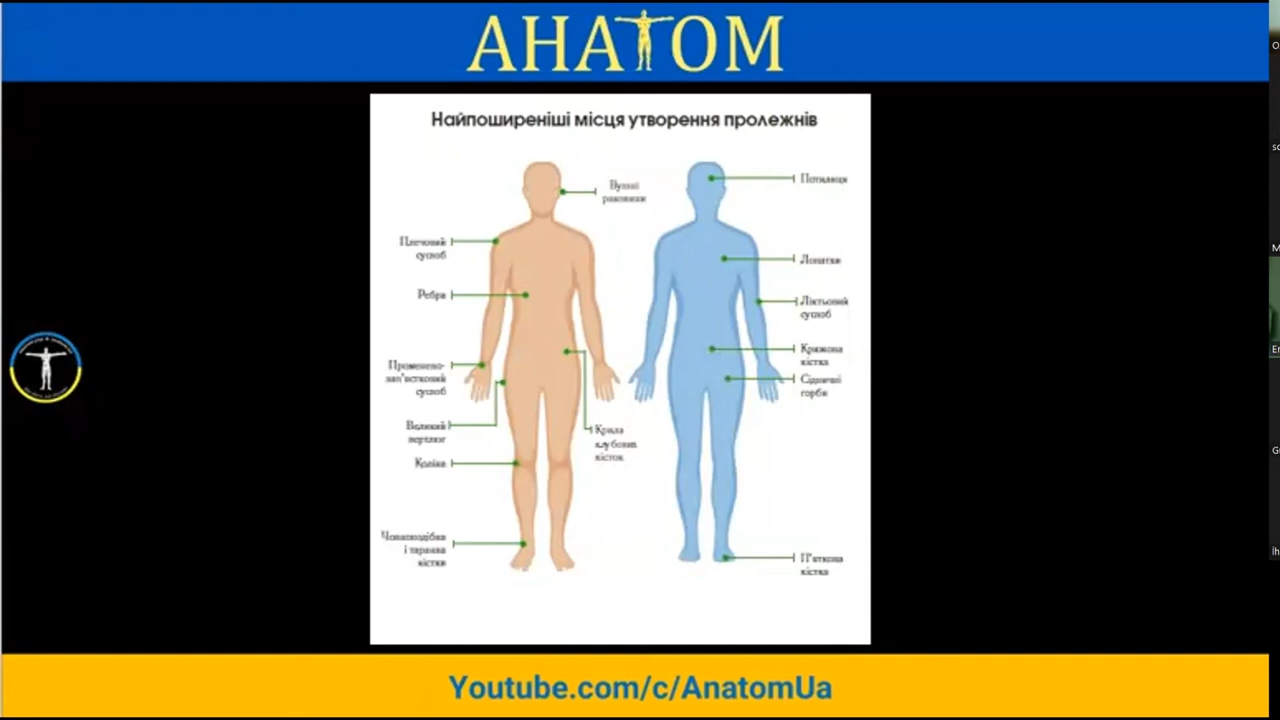 АНАТОМ
Найпоширеніші місця утворення пролежнів
Вушні
раковини
Плечовий
суглоб
Ребра
Променево-
зап'ястковий
суглоб
Великий
вертлюг
Коліна
Човноподібна
і таранна
кістки
Крила
клубових
кісток
Потилиця
Лопатки
Ліктьовий
суглоб
Крижова
кістка
Сідничні
горби
П'яткова
кістка
Youtube.com/c/AnatomUa